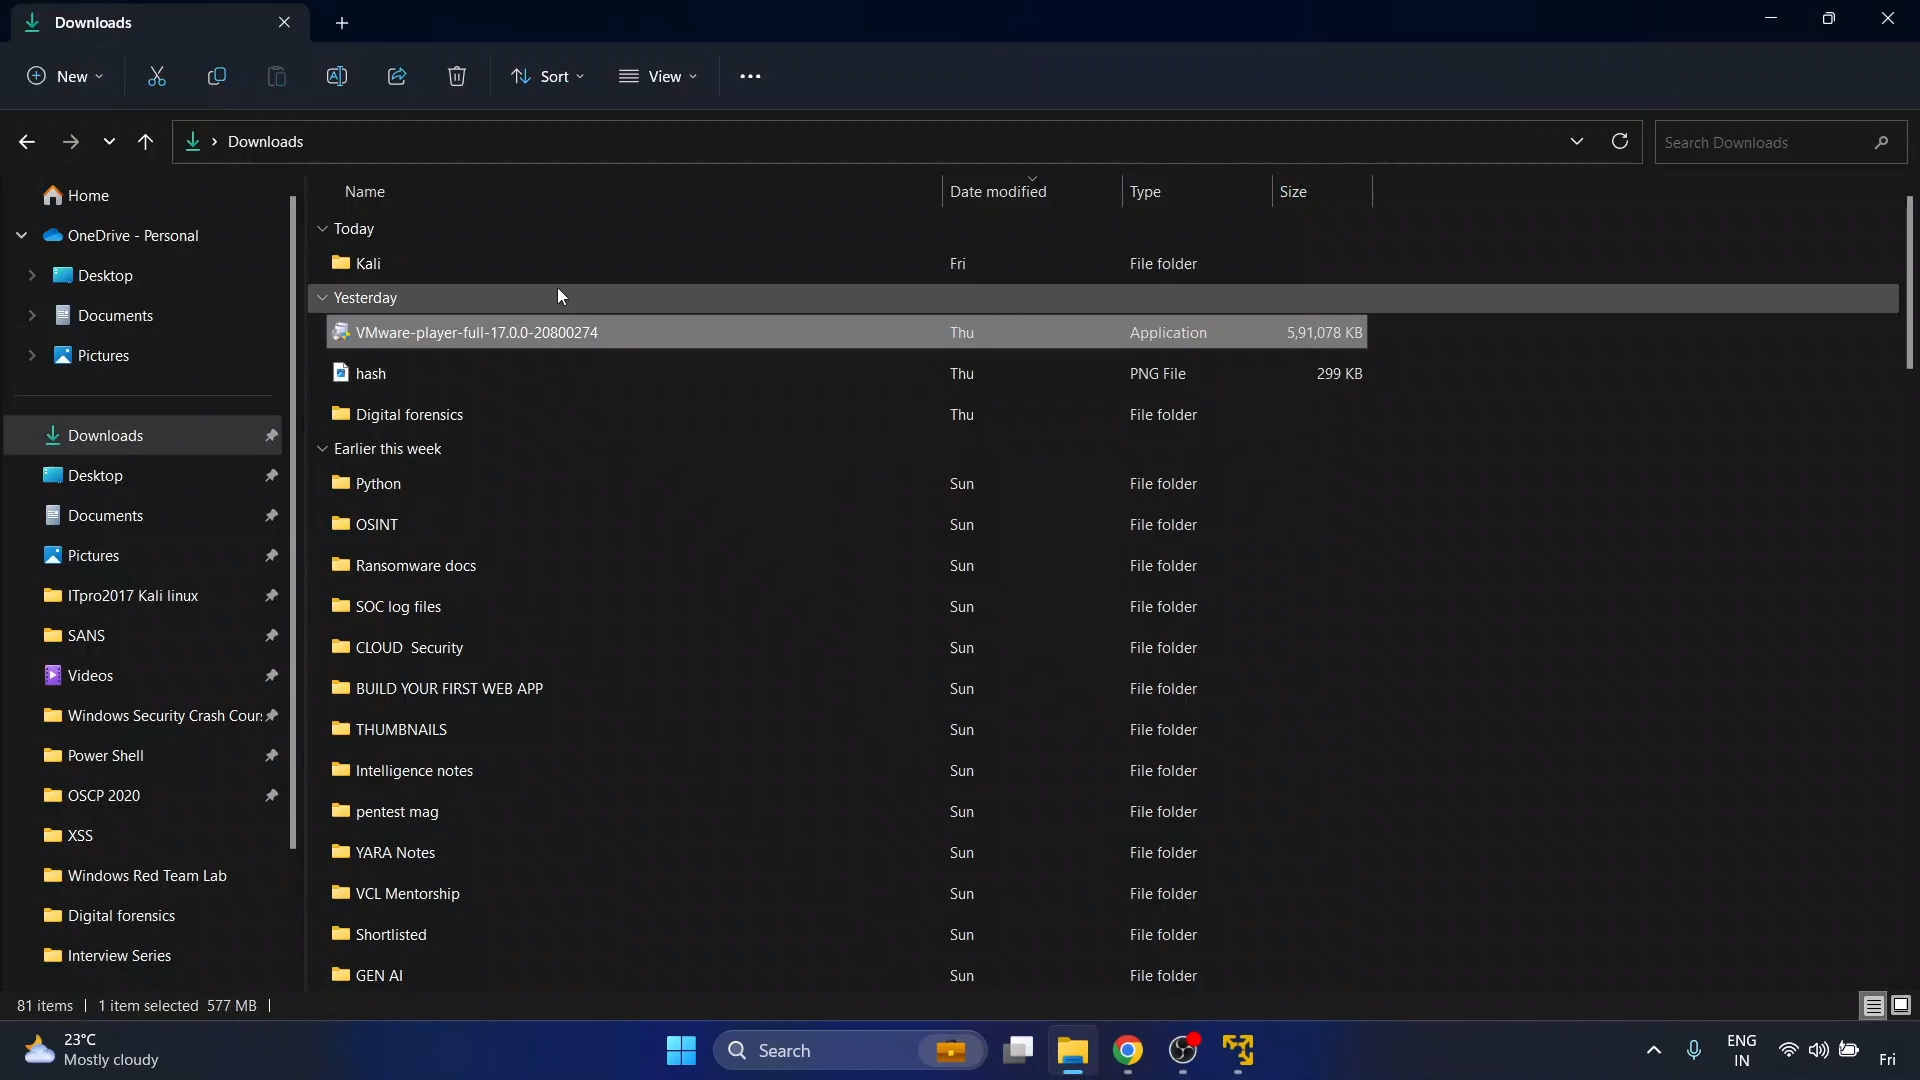 Downloads
New
Sort
View
Downloads
Search Downloads
Home
OneDrive - Personal
Desktop
Documents
Pictures
Downloads
Desktop
Documents
Pictures
ITpro2017 Kali linux
SANS
Videos
Windows Security Crash Cour
Power Shell
OSCP 2020
XSS
Windows Red Team Lab
Digital forensics
Interview Series
Name Date modified Type Size
Today
Kali Fri File folder
Yesterday
VMware-player-full-17.0.0-20800274 Thu Application 5,91,078 KB
hash Thu PNG File 299 KB
Digital forensics Thu File folder
Earlier this week
Python Sun File folder
OSINT Sun File folder
Ransomware docs Sun File folder
SOC log files Sun File folder
CLOUD Security Sun File folder
BUILD YOUR FIRST WEB APP Sun File folder
THUMBNAILS Sun File folder
Intelligence notes Sun File folder
pentest mag Sun File folder
YARA Notes Sun File folder
VCL Mentorship Sun File folder
Shortlisted Sun File folder
GEN AI Sun File folder
81 items 1 item selected 577 MB
23°C
Mostly cloudy
Search
ENG
IN
Fri